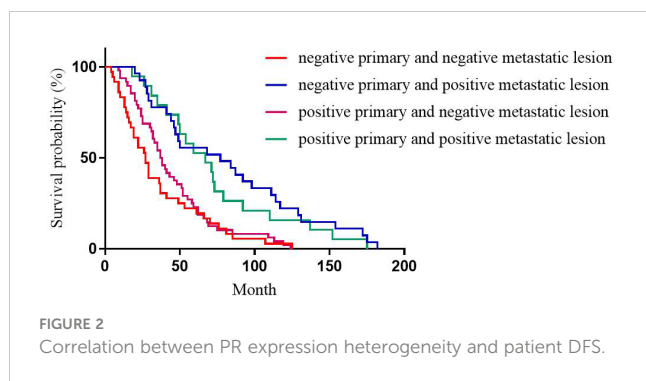 Survival probability (%)
100
50
0
0 50 100 150 200
Month
negative primary and negative metastatic lesion
negative primary and positive metastatic lesion
positive primary and negative metastatic lesion
positive primary and positive metastatic lesion
FIGURE 2
Correlation between PR expression heterogeneity and patient DFS.